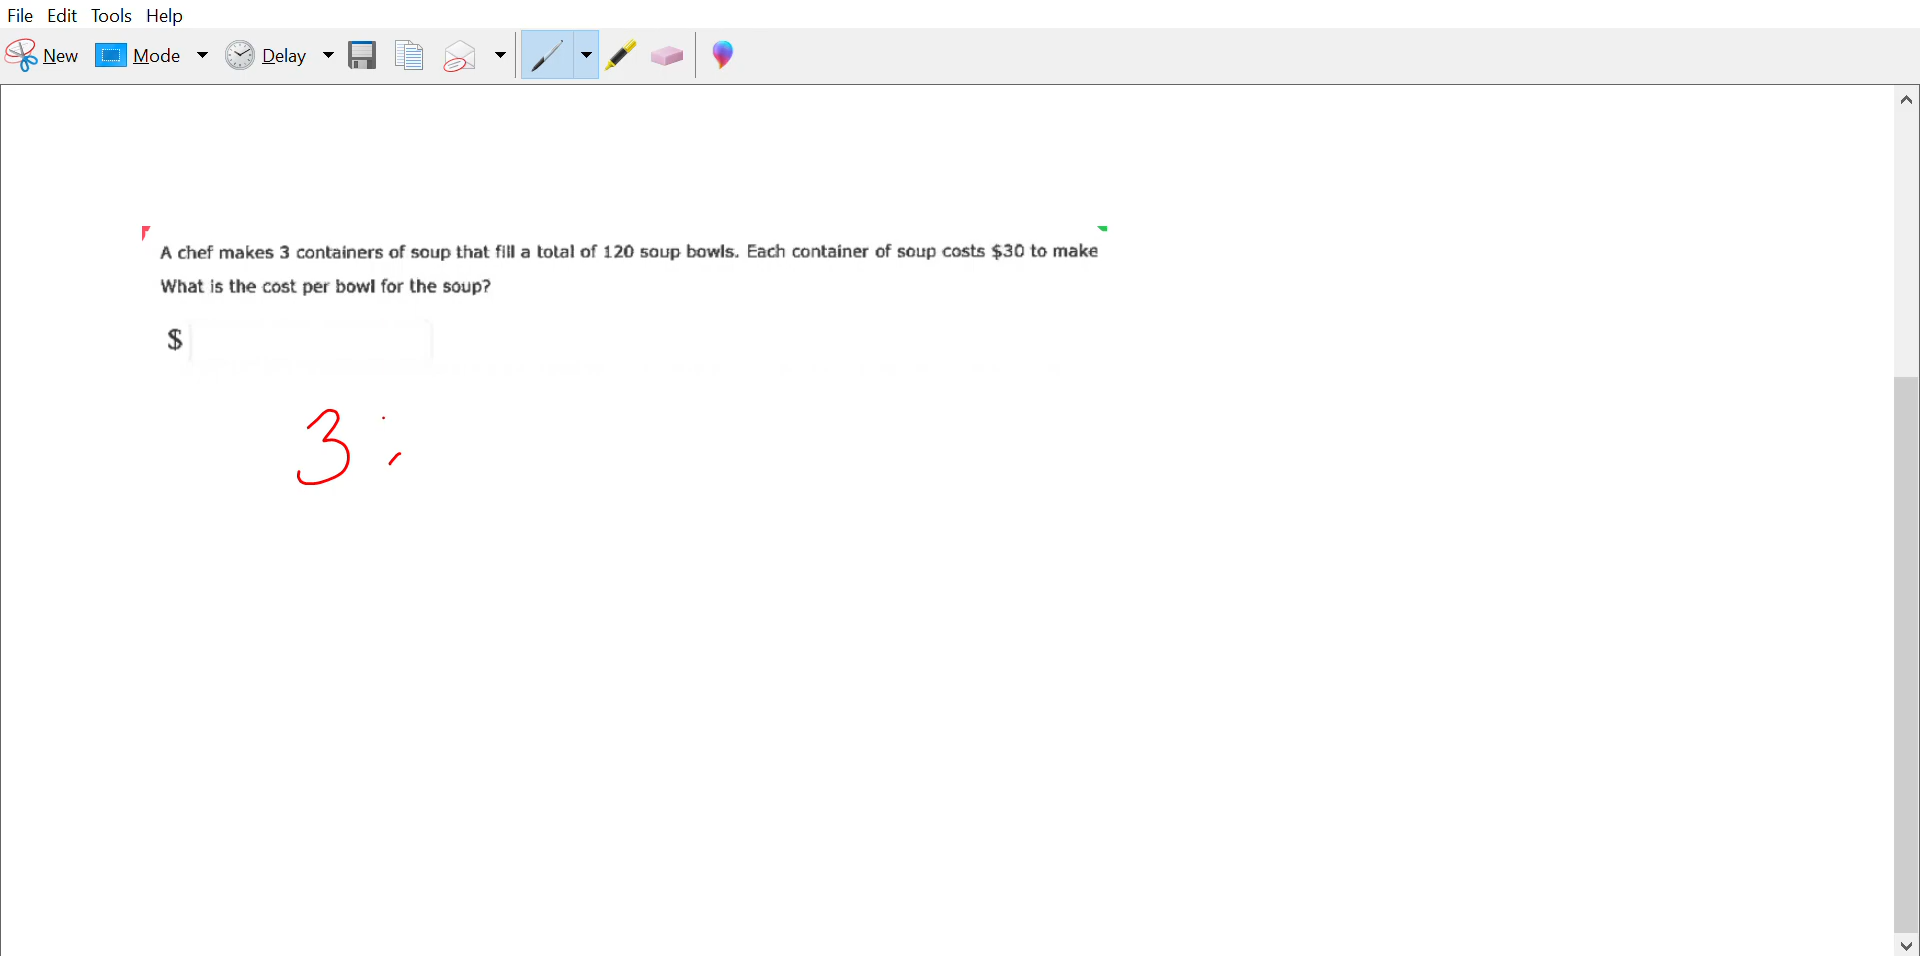 File Edit Tools Help
New Mode Delay
A chef makes 3 containers of soup that fill a total of 120 soup bowls. Each container of soup costs $30 to make
What is the cost per bowl for the soup?
$
3 :